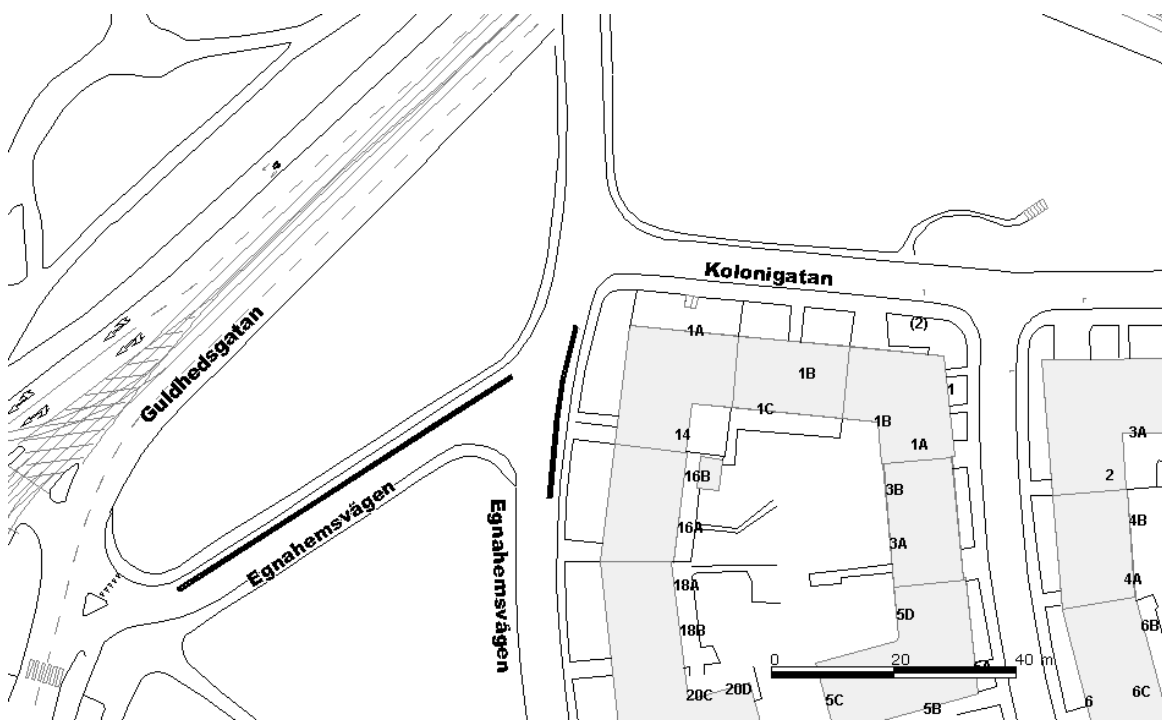 4
Kolonigatan
Guldhedsgatan
(2)
1A
1B
1
1C
1B
14
1A
3A
16B
2
3B
Egnahemsvägen
Egnahemsvägen
16A
4B
3A
18A
4A
5D
6B
18B
0 20 40 m
20C
20D
5C
5B
6
6C